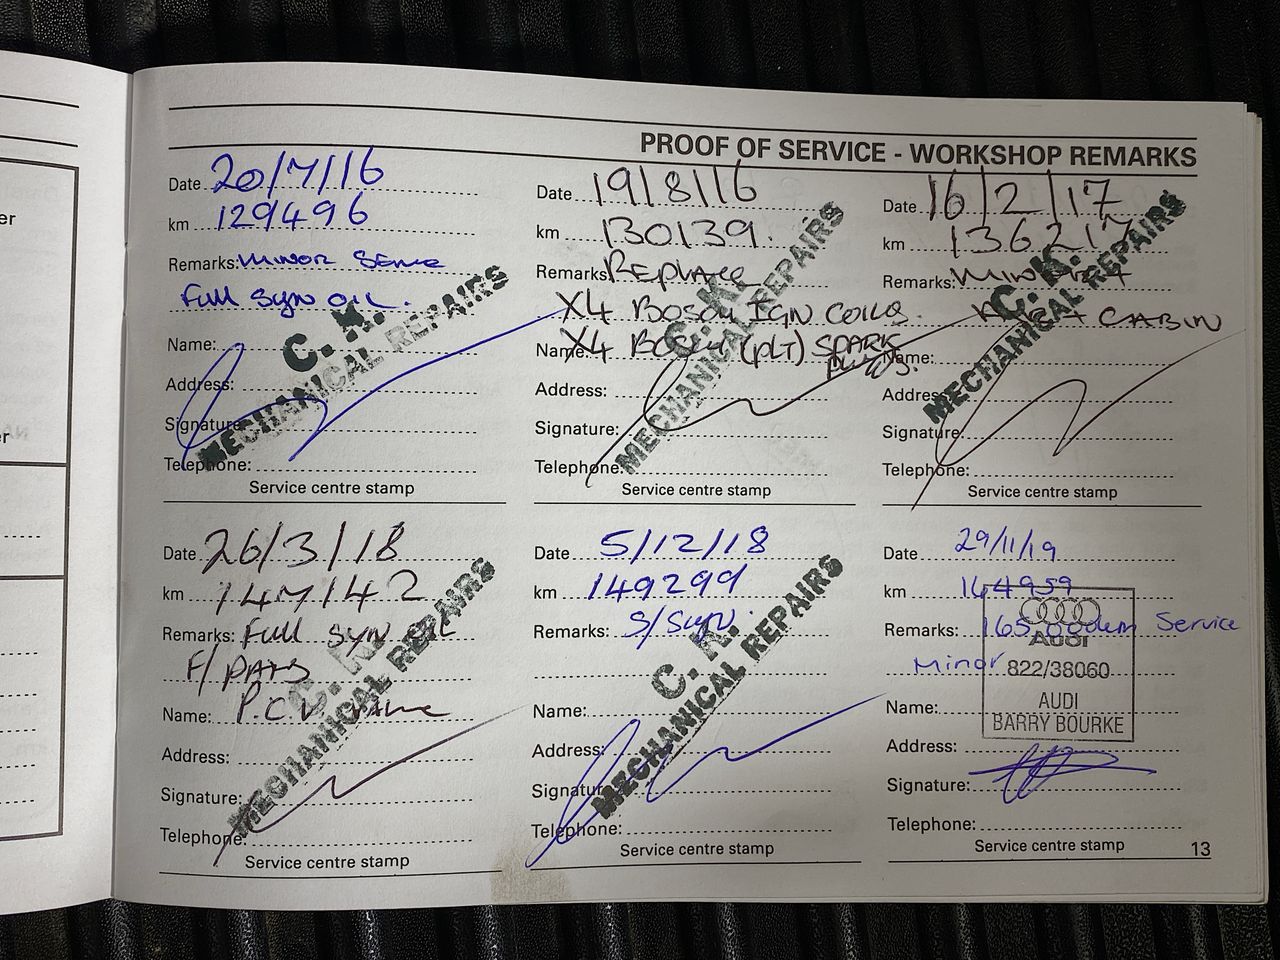 PROOF OF SERVICE - WORKSHOP REMARKS
Date 20/7/16
km 129496
Remarks: MINOR
Full Syn OIL.
Name:
Address:
Signature:
Telephone:
C. K.
MECHANICAL REPAIRS
Service centre stamp
Date 19/8/16
km 130139
Remarks: Replace
X4 BOSCH IGN COILS
Name: X4 BOSCH (PLT) SPARK
PLUGS.
Address:
Signature:
Telephone:
C. K.
MECHANICAL REPAIRS
Service centre stamp
Date 16/2/17
km 136217
Remarks:
+ CABIN
Name:
Address:
Signature:
Telephone:
C. K.
MECHANICAL REPAIRS
Service centre stamp
Date 26/3/18
km 147142
Remarks: Full Syn OIL
F/PADS
Name: P.C.V. Valve
Address:
Signature:
Telephone:
C. K.
MECHANICAL REPAIRS
Service centre stamp
Date 5/12/18
km 149299
Remarks: S/Syn.
Name:
Address:
Signature:
Telephone:
C. K.
MECHANICAL REPAIRS
Service centre stamp
Date 29/11/19
km 164959
Remarks: 165,000km Service
Minor
Name:
Address:
Signature:
Telephone:
Audi
822/38060
AUDI
BARRY BOURKE
Service centre stamp
13
er
er